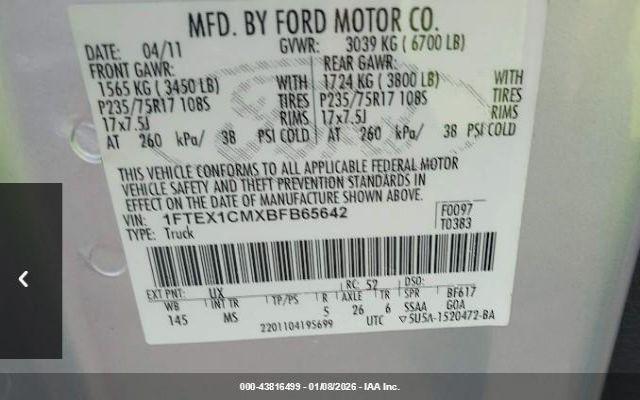 MFD. BY FORD MOTOR CO.
DATE: 04/11 GVWR: 3039 KG ( 6700 LB)
FRONT GAWR: REAR GAWR:
1565 KG ( 3450 LB) WITH 1724 KG ( 3800 LB) WITH
P235/75R17 108S TIRES P235/75R17 108S TIRES
17x7.5J RIMS 17x7.5J RIMS
AT 260 kPa/ 38 PSI COLD AT 260 kPa/ 38 PSI COLD
THIS VEHICLE CONFORMS TO ALL APPLICABLE FEDERAL MOTOR
VEHICLE SAFETY AND THEFT PREVENTION STANDARDS IN
EFFECT ON THE DATE OF MANUFACTURE SHOWN ABOVE.
VIN: 1FTEX1CMXBFB65642 F0097
TYPE: Truck T0383
EXT PNT: UX RC: 52 DSO:
WB INT TR TP/PS R AXLE TR SPR BF617
145 MS 5 26 6 SSAA GOA
2201104195699 UTC ▽SU5A-1520472-BA
000-43816499 - 01/08/2026 - IAA Inc.